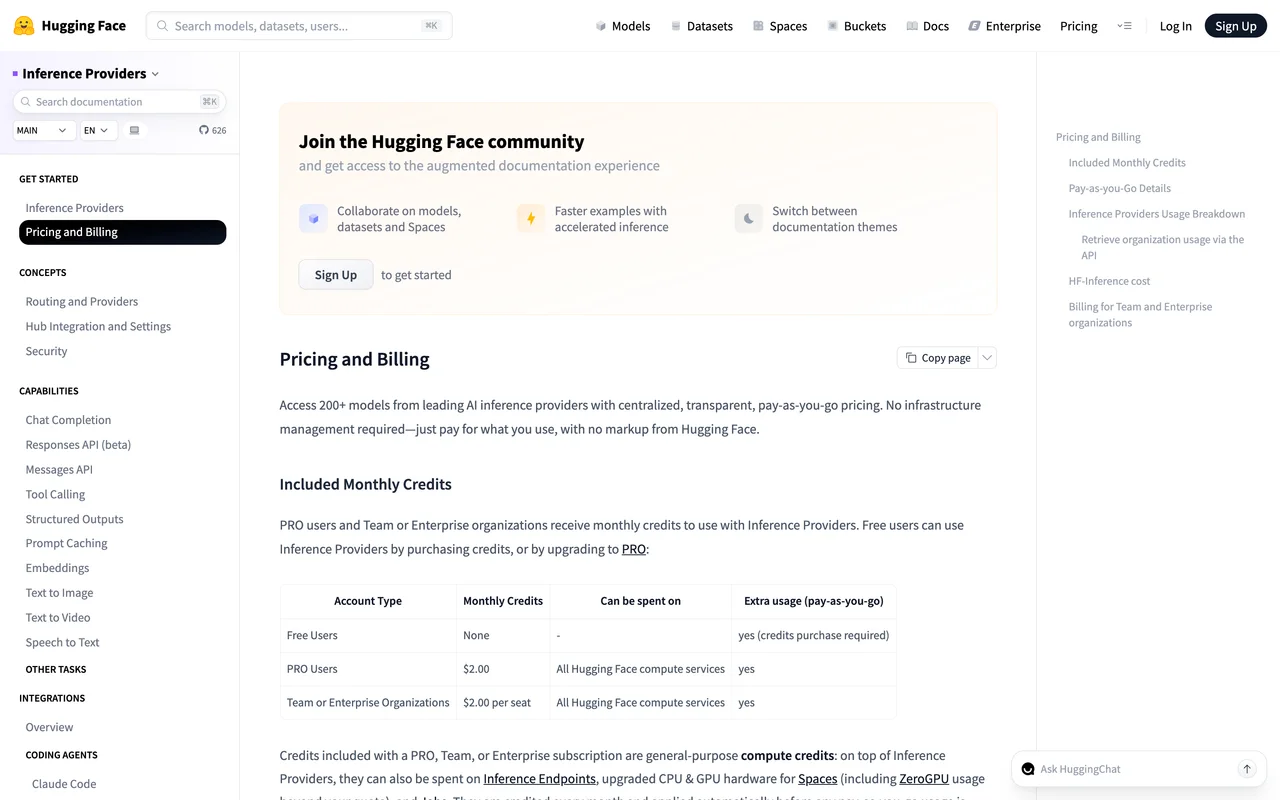 Hugging Face
Search models, datasets, users...
⌘K
Models
Datasets
Spaces
Buckets
Docs
Enterprise
Pricing
Log In
Sign Up
Inference Providers
Search documentation
⌘K
MAIN
EN
626
GET STARTED
Inference Providers
Pricing and Billing
CONCEPTS
Routing and Providers
Hub Integration and Settings
Security
CAPABILITIES
Chat Completion
Responses API (beta)
Messages API
Tool Calling
Structured Outputs
Prompt Caching
Embeddings
Text to Image
Text to Video
Speech to Text
OTHER TASKS
INTEGRATIONS
Overview
CODING AGENTS
Claude Code
Join the Hugging Face community
and get access to the augmented documentation experience
Collaborate on models,
datasets and Spaces
Faster examples with
accelerated inference
Switch between
documentation themes
Sign Up to get started
Pricing and Billing
Copy page
Access 200+ models from leading AI inference providers with centralized, transparent, pay-as-you-go pricing. No infrastructure
management required—just pay for what you use, with no markup from Hugging Face.
Included Monthly Credits
PRO users and Team or Enterprise organizations receive monthly credits to use with Inference Providers. Free users can use
Inference Providers by purchasing credits, or by upgrading to PRO:
Account Type Monthly Credits Can be spent on Extra usage (pay-as-you-go)
Free Users None - yes (credits purchase required)
PRO Users $2.00 All Hugging Face compute services yes
Team or Enterprise Organizations $2.00 per seat All Hugging Face compute services yes
Credits included with a PRO, Team, or Enterprise subscription are general-purpose compute credits: on top of Inference
Providers, they can also be spent on Inference Endpoints, upgraded CPU & GPU hardware for Spaces (including ZeroGPU usage
Pricing and Billing
Included Monthly Credits
Pay-as-you-Go Details
Inference Providers Usage Breakdown
Retrieve organization usage via the
API
HF-Inference cost
Billing for Team and Enterprise
organizations
Ask HuggingChat